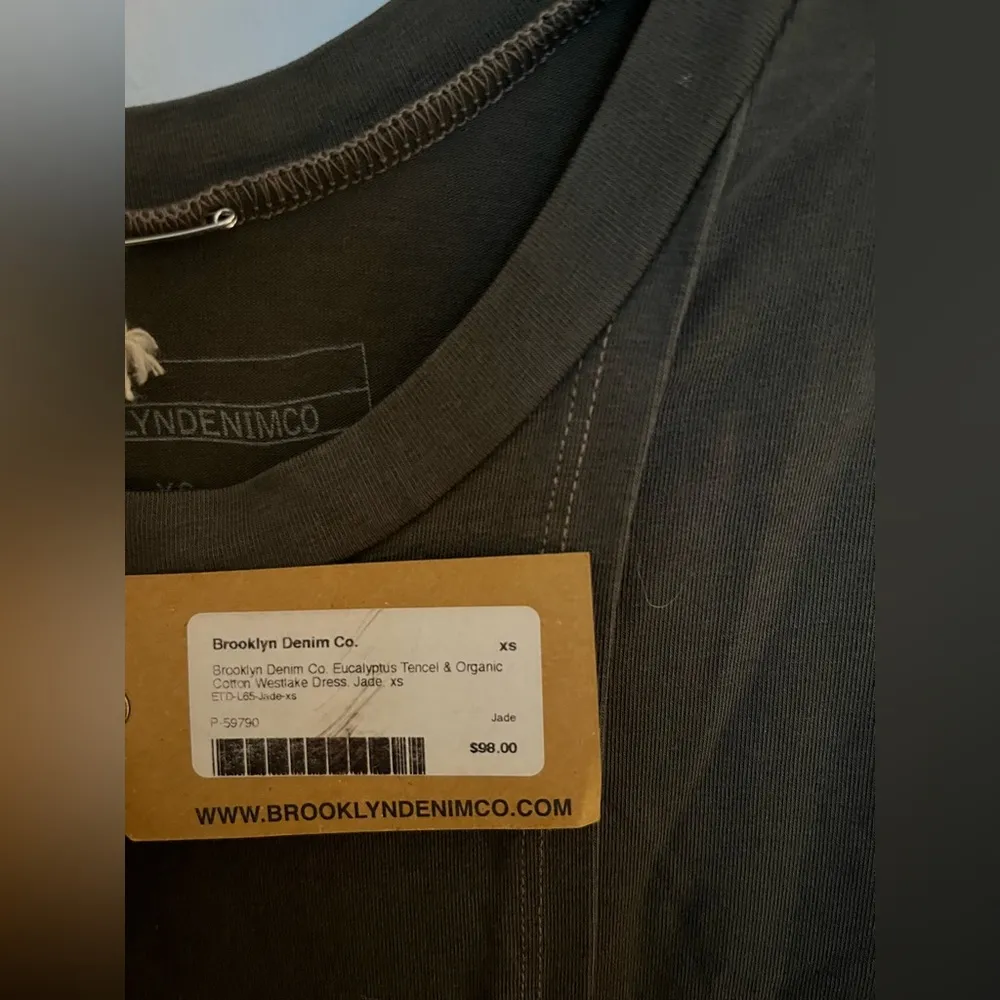 LYNDENIMCO
XS
Brooklyn Denim Co. XS
Brooklyn Denim Co. Eucalyptus Tencel & Organic
Cotton Westlake Dress. Jade. xs
ETD-L65-Jade-xs
P-59790 Jade
$98.00
WWW.BROOKLYNDENIMCO.COM